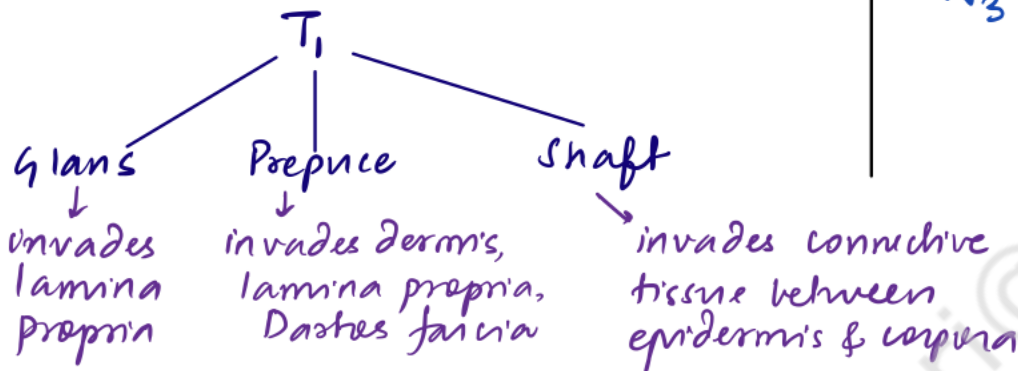 N3
T1
Glans Prepuce Shaft
invades invades dermis, invades connective
lamina lamina propria, tissue between
propria Dartos fascia epidermis & corpora